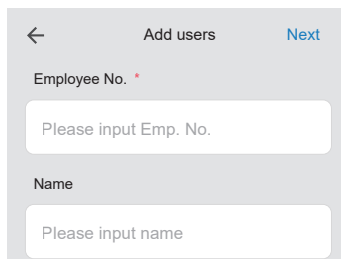 Add users Next
Employee No. *
Please input Emp. No.
Name
Please input name